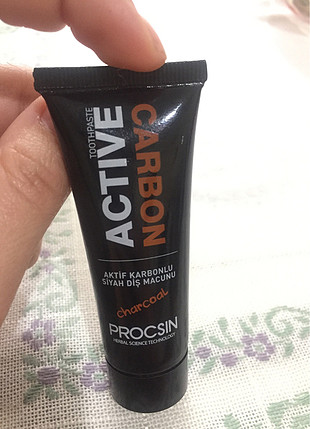 TOOTHPASTE
ACTIVE
CARBON
AKTİF KARBONLU
SİYAH DİŞ MACUNU
charcoal
PROCSIN
HERBAL SCIENCE TECHNOLOGY